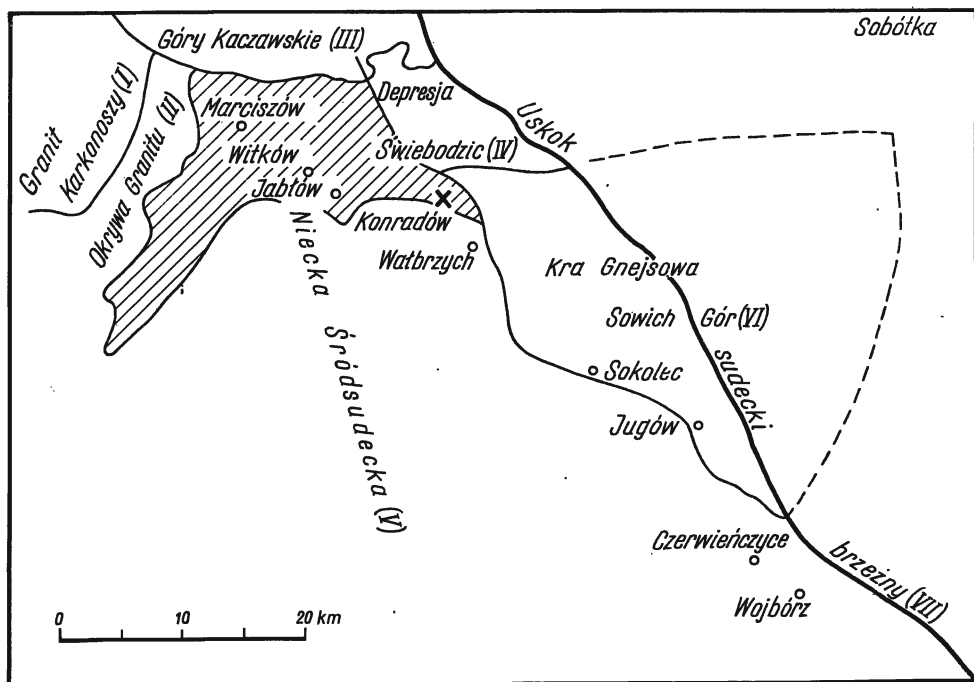 Sobótka
Góry Kaczawskie (III)
Granit
Karkonoszy (I)
Okrywa Granitu (II)
Depresja
Świebodzic (IV)
Uskok
sudecki
brzeżny (VII)
Marciszów
Witków
Jabłów
Konradów
Wałbrzych
Niecka
Śródsudecka (V)
Kra Gnejsowa
Sowich Gór (VI)
Sokolec
Jugów
Czerwieńczyce
Wojbórz
0 10 20 km